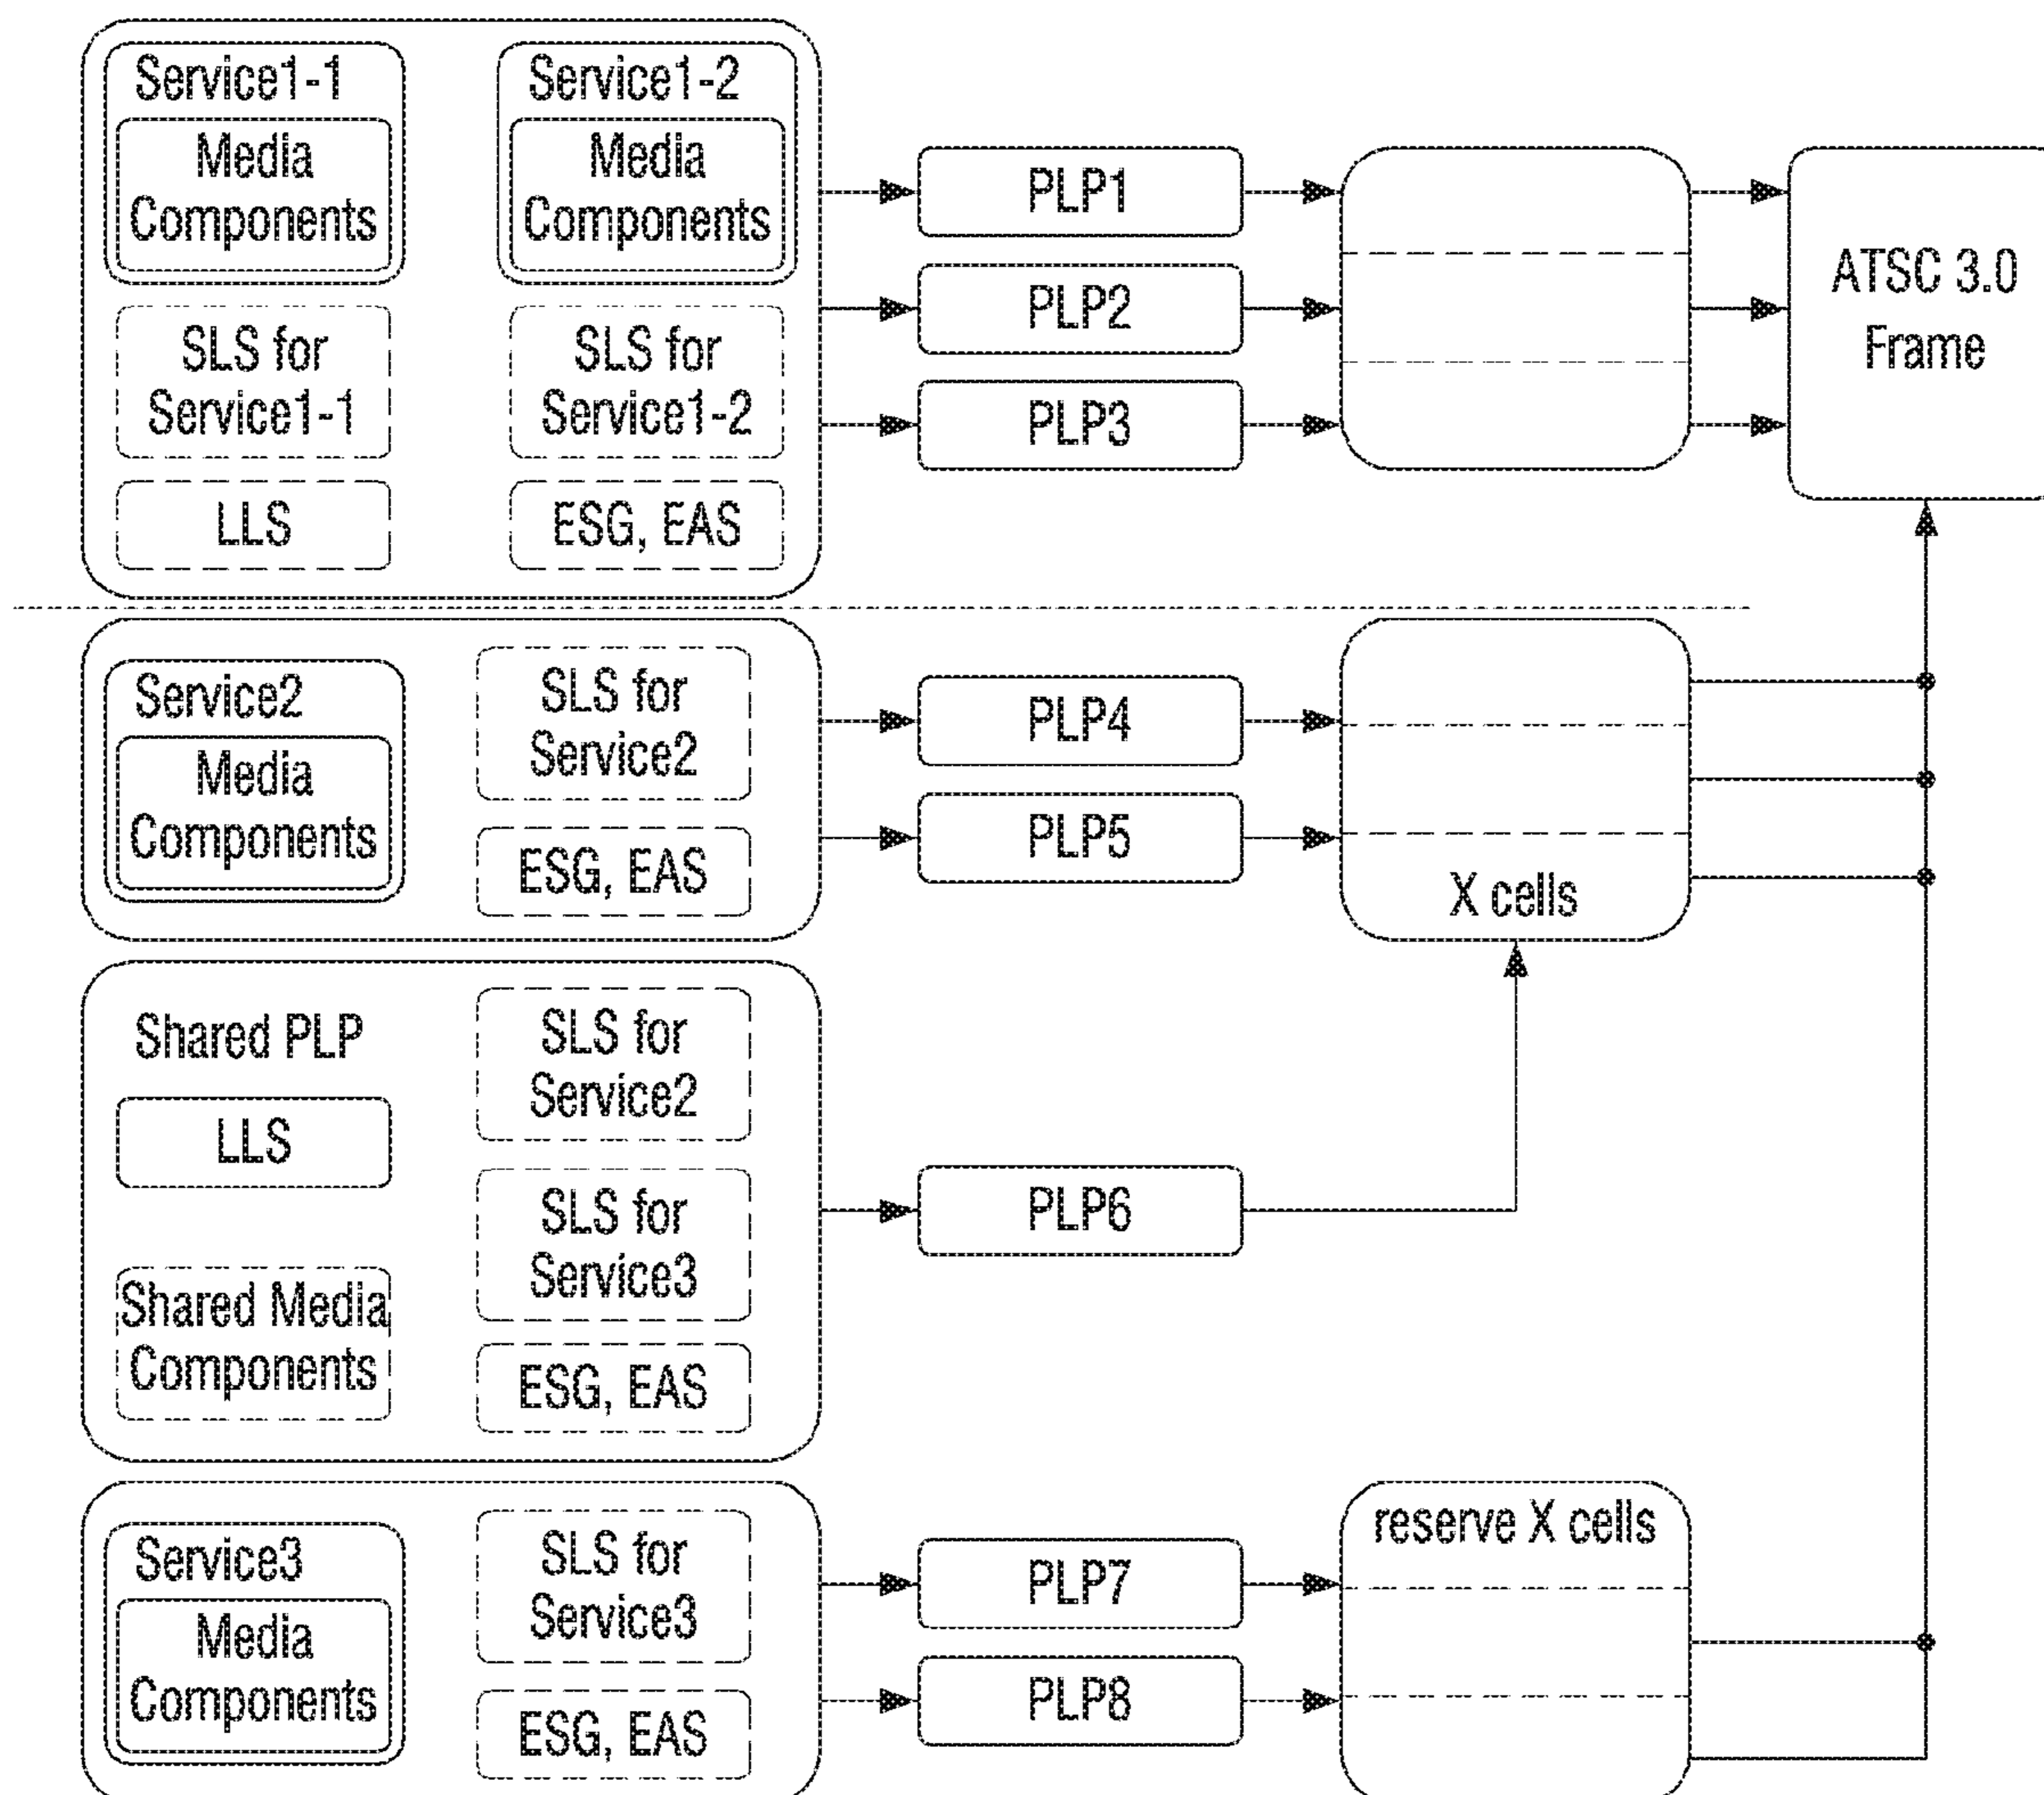 Service1-1
Media
Components
Service1-2
Media
Components
SLS for
Service1-1
SLS for
Service1-2
LLS
ESG, EAS
PLP1
PLP2
PLP3
ATSC 3.0
Frame
Service2
Media
Components
SLS for
Service2
ESG, EAS
PLP4
PLP5
X cells
Shared PLP
LLS
Shared Media
Components
SLS for
Service2
SLS for
Service3
ESG, EAS
PLP6
Service3
Media
Components
SLS for
Service3
ESG, EAS
PLP7
PLP8
reserve X cells